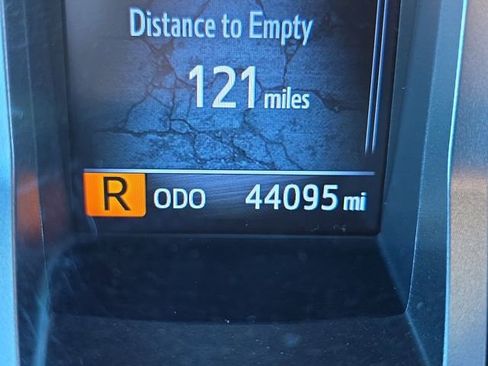 Distance to Empty
121 miles
R ODO 44095 mi